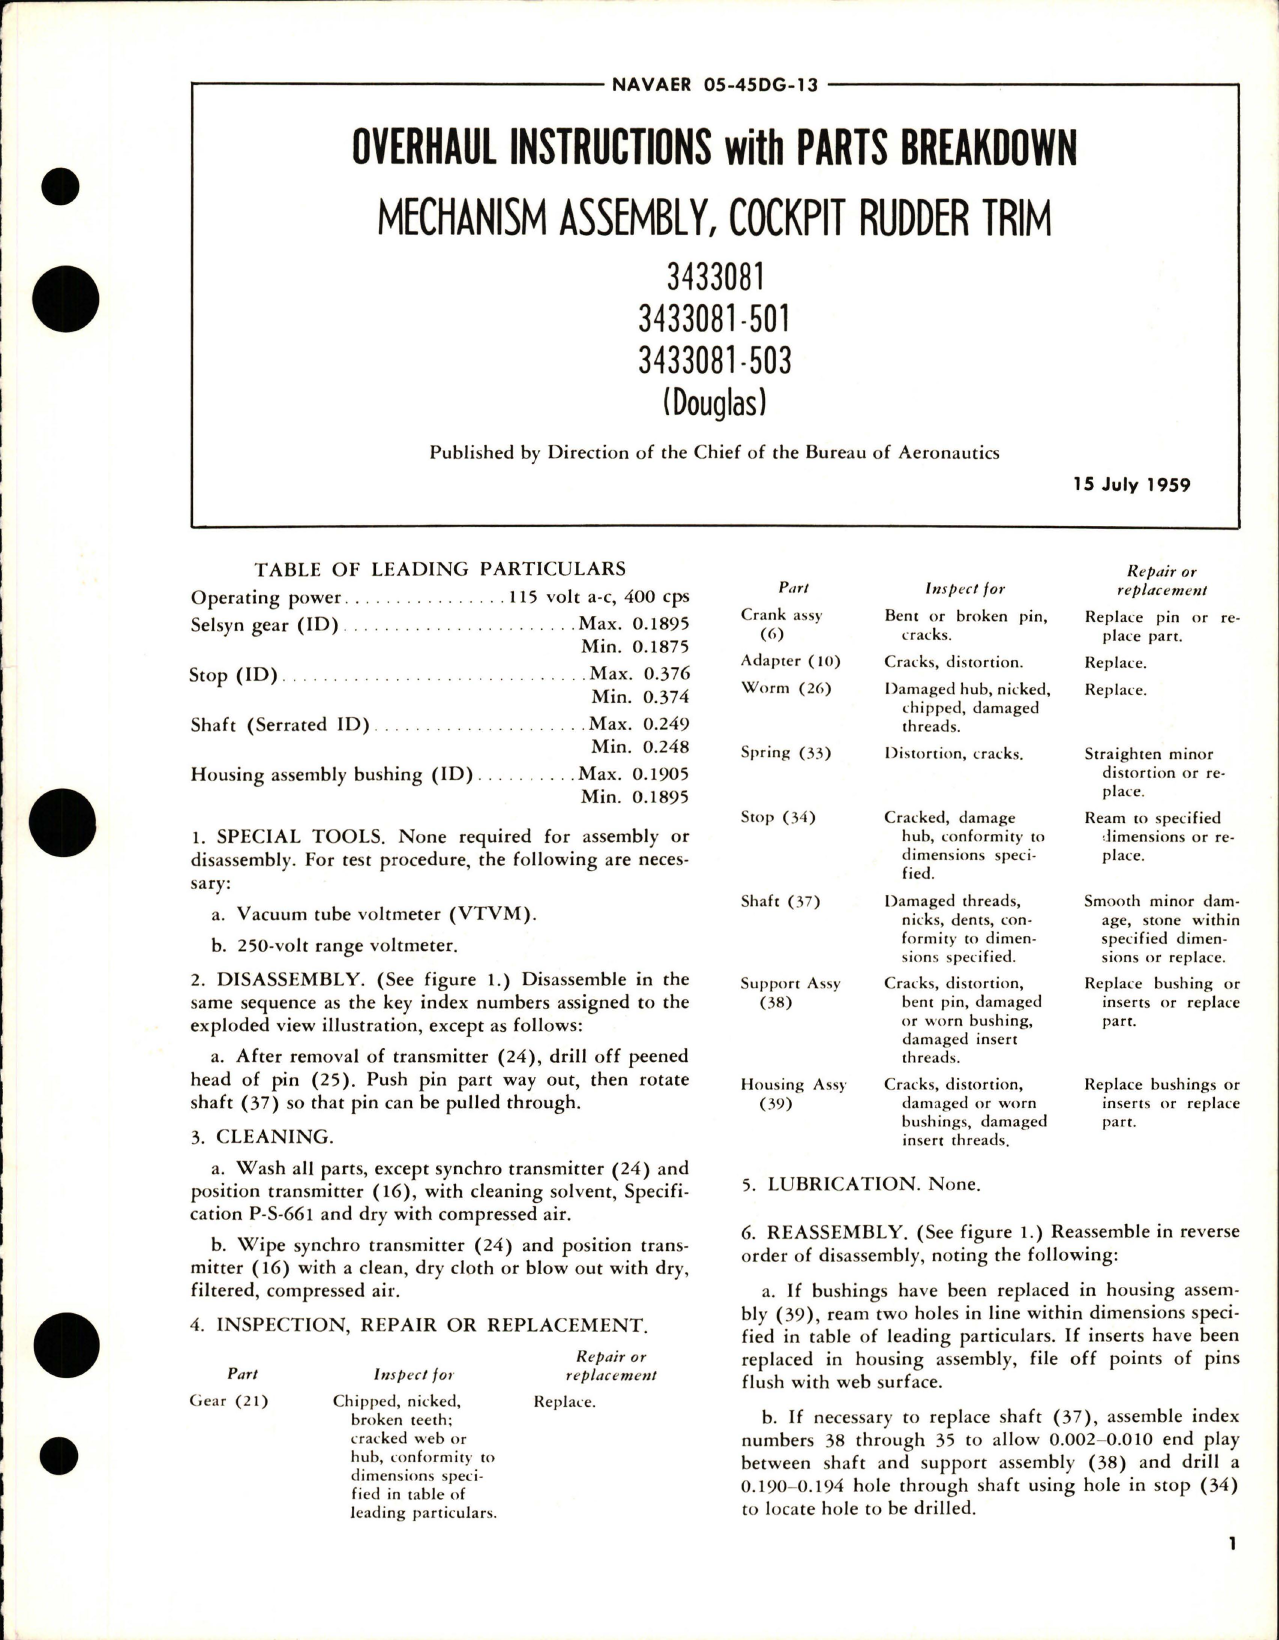 NAVAER 05-45DG-13
OVERHAUL INSTRUCTIONS with PARTS BREAKDOWN
MECHANISM ASSEMBLY, COCKPIT RUDDER TRIM
3433081
3433081-501
3433081-503
(Douglas)
Published by Direction of the Chief of the Bureau of Aeronautics
15 July 1959
TABLE OF LEADING PARTICULARS
Operating power................115 volt a-c, 400 cps
Selsyn gear (ID).......................Max. 0.1895
Min. 0.1875
Stop (ID)..............................Max. 0.376
Min. 0.374
Shaft (Serrated ID).....................Max. 0.249
Min. 0.248
Housing assembly bushing (ID)..........Max. 0.1905
Min. 0.1895
1. SPECIAL TOOLS. None required for assembly or
disassembly. For test procedure, the following are neces-
sary:
a. Vacuum tube voltmeter (VTVM).
b. 250-volt range voltmeter.
2. DISASSEMBLY. (See figure 1.) Disassemble in the
same sequence as the key index numbers assigned to the
exploded view illustration, except as follows:
a. After removal of transmitter (24), drill off peened
head of pin (25). Push pin part way out, then rotate
shaft (37) so that pin can be pulled through.
3. CLEANING.
a. Wash all parts, except synchro transmitter (24) and
position transmitter (16), with cleaning solvent, Specifi-
cation P-S-661 and dry with compressed air.
b. Wipe synchro transmitter (24) and position trans-
mitter (16) with a clean, dry cloth or blow out with dry,
filtered, compressed air.
4. INSPECTION, REPAIR OR REPLACEMENT.
Repair or
Part Inspect for replacement
Gear (21) Chipped, nicked, Replace.
broken teeth;
cracked web or
hub, conformity to
dimensions speci-
fied in table of
leading particulars.
Repair or
Part Inspect for replacement
Crank assy Bent or broken pin, Replace pin or re-
(6) cracks. place part.
Adapter (10) Cracks, distortion. Replace.
Worm (26) Damaged hub, nicked, Replace.
chipped, damaged
threads.
Spring (33) Distortion, cracks. Straighten minor
distortion or re-
place.
Stop (34) Cracked, damage Ream to specified
hub, conformity to dimensions or re-
dimensions speci- place.
fied.
Shaft (37) Damaged threads, Smooth minor dam-
nicks, dents, con- age, stone within
formity to dimen- specified dimen-
sions specified. sions or replace.
Support Assy Cracks, distortion, Replace bushing or
(38) bent pin, damaged inserts or replace
or worn bushing, part.
damaged insert
threads.
Housing Assy Cracks, distortion, Replace bushings or
(39) damaged or worn inserts or replace
bushings, damaged part.
insert threads.
5. LUBRICATION. None.
6. REASSEMBLY. (See figure 1.) Reassemble in reverse
order of disassembly, noting the following:
a. If bushings have been replaced in housing assem-
bly (39), ream two holes in line within dimensions speci-
fied in table of leading particulars. If inserts have been
replaced in housing assembly, file off points of pins
flush with web surface.
b. If necessary to replace shaft (37), assemble index
numbers 38 through 35 to allow 0.002–0.010 end play
between shaft and support assembly (38) and drill a
0.190–0.194 hole through shaft using hole in stop (34)
to locate hole to be drilled.
1